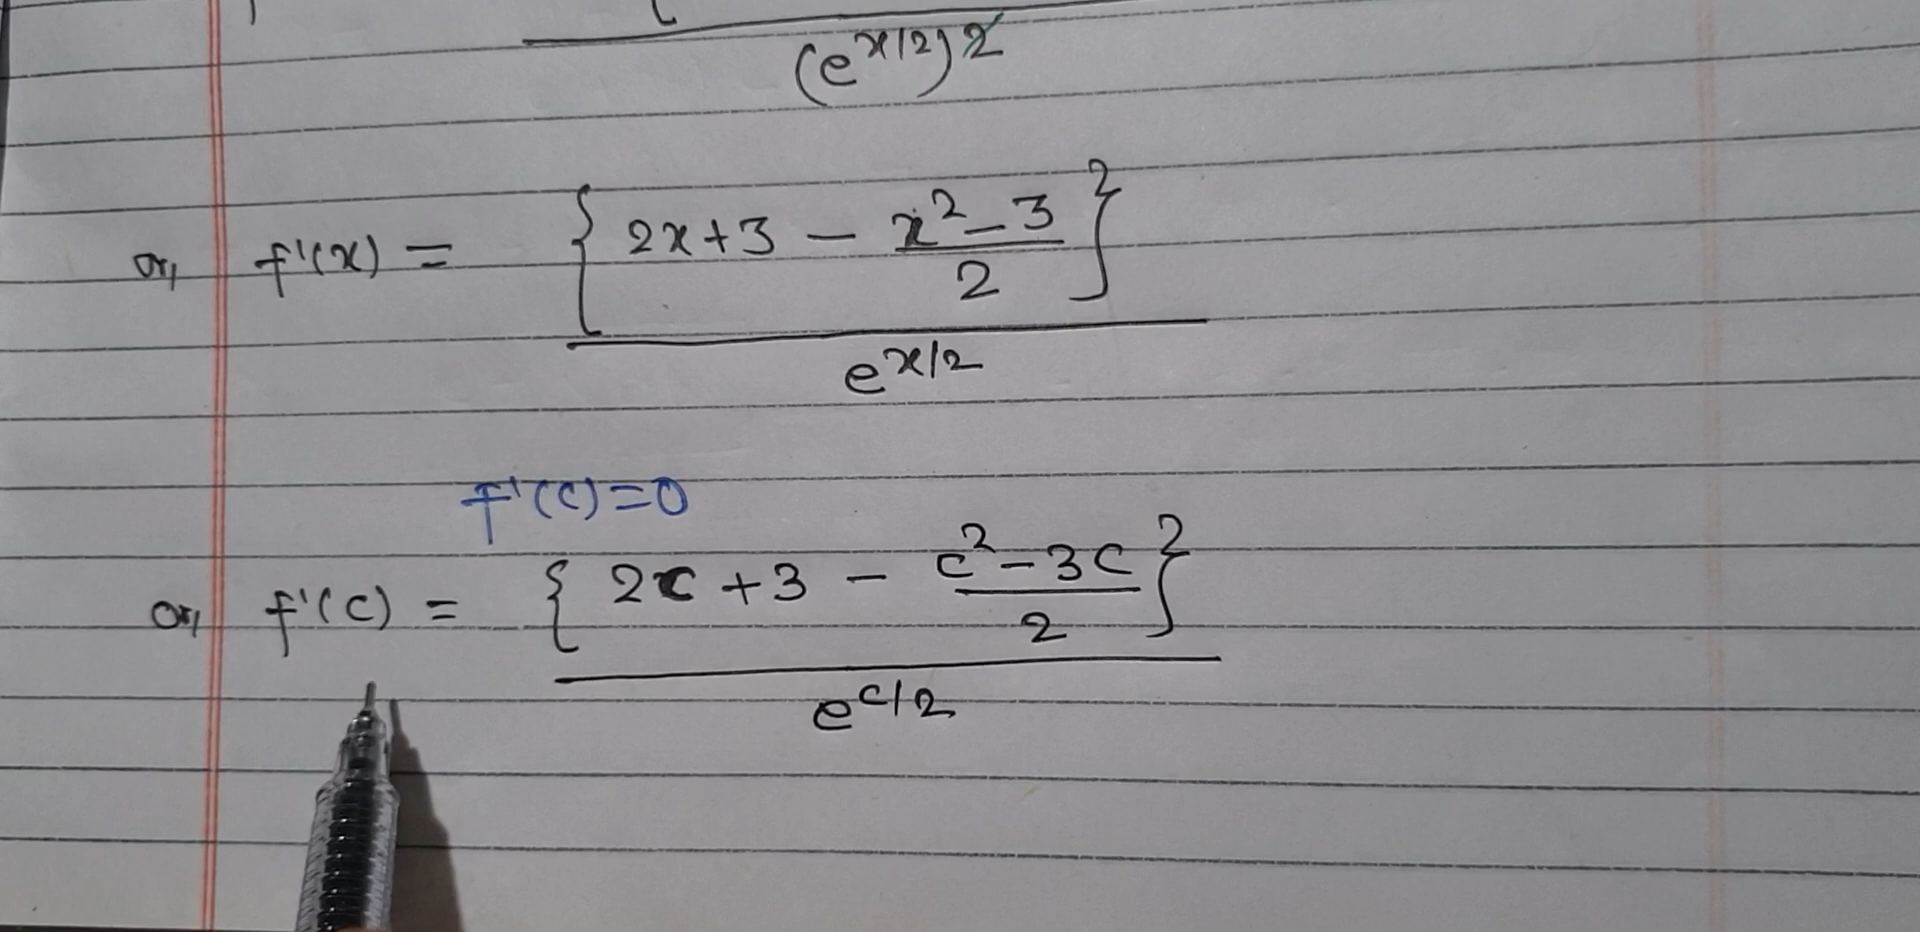 (e^x/2)2
or, f'(x) = {2x+3 - x²-3/2} / e^x/2
f'(c)=0
or, f'(c) = {2c+3 - c²-3c/2} / e^c/2